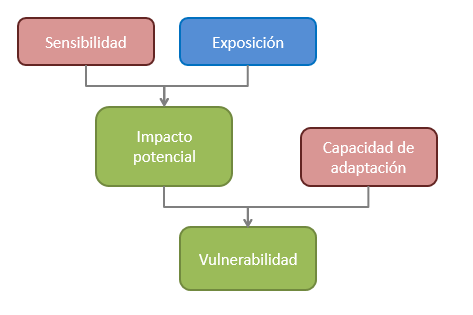 Sensibilidad
Exposición
Impacto
potencial
Capacidad de
adaptación
Vulnerabilidad